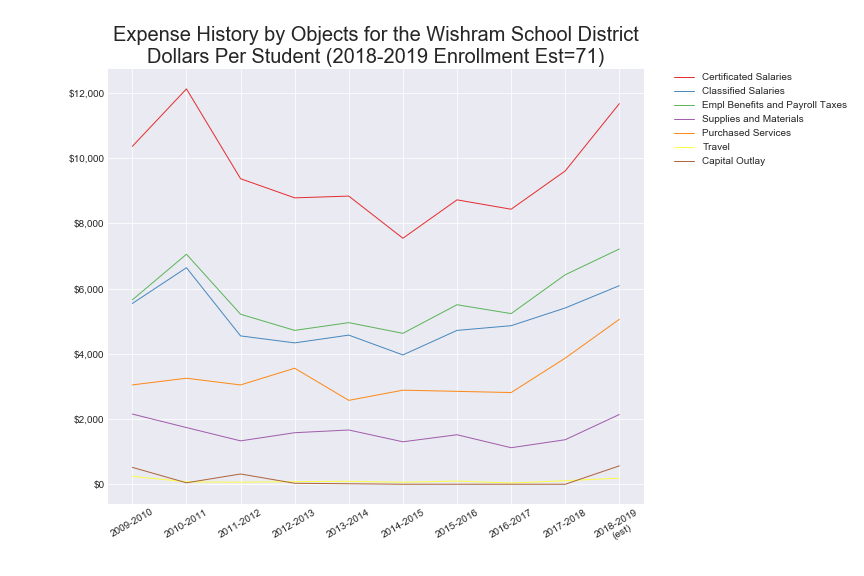 Expense History by Objects for the Wishram School District
Dollars Per Student (2018-2019 Enrollment Est=71)
Certificated Salaries
Classified Salaries
Empl Benefits and Payroll Taxes
Supplies and Materials
Purchased Services
Travel
Capital Outlay
$12,000
$10,000
$8,000
$6,000
$4,000
$2,000
$0
2009-2010
2010-2011
2011-2012
2012-2013
2013-2014
2014-2015
2015-2016
2016-2017
2017-2018
2018-2019
(est)